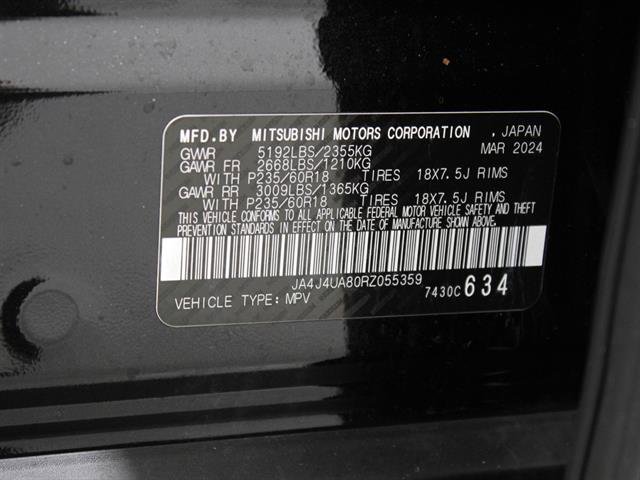 MFD.BY MITSUBISHI MOTORS CORPORATION , JAPAN
GVWR 5192LBS/2355KG MAR 2024
GAWR FR 2668LBS/1210KG
WITH P235/60R18 TIRES 18X7.5J RIMS
GAWR RR 3009LBS/1365KG
WITH P235/60R18 TIRES 18X7.5J RIMS
THIS VEHICLE CONFORMS TO ALL APPLICABLE FEDERAL MOTOR VEHICLE SAFETY AND THEFT
PREVENTION STANDARDS IN EFFECT ON THE DATE OF MANUFACTURE SHOWN ABOVE.
JA4J4UA80RZ055359
VEHICLE TYPE: MPV 7430C 634